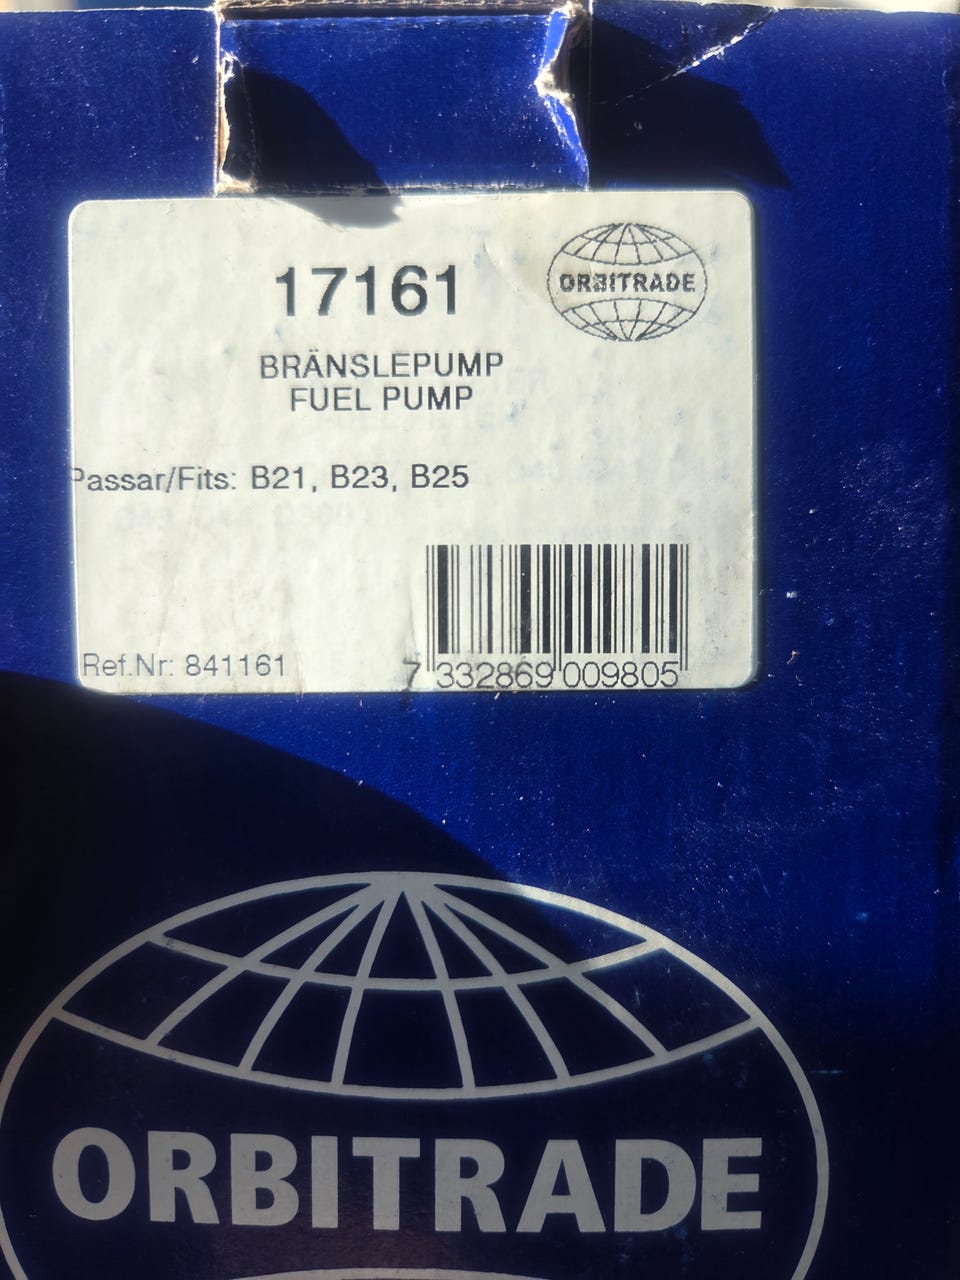 17161
ORBITRADE
BRÄNSLEPUMP
FUEL PUMP
Passar/Fits: B21, B23, B25
Ref.Nr: 841161
7 332869 009805
ORBITRADE